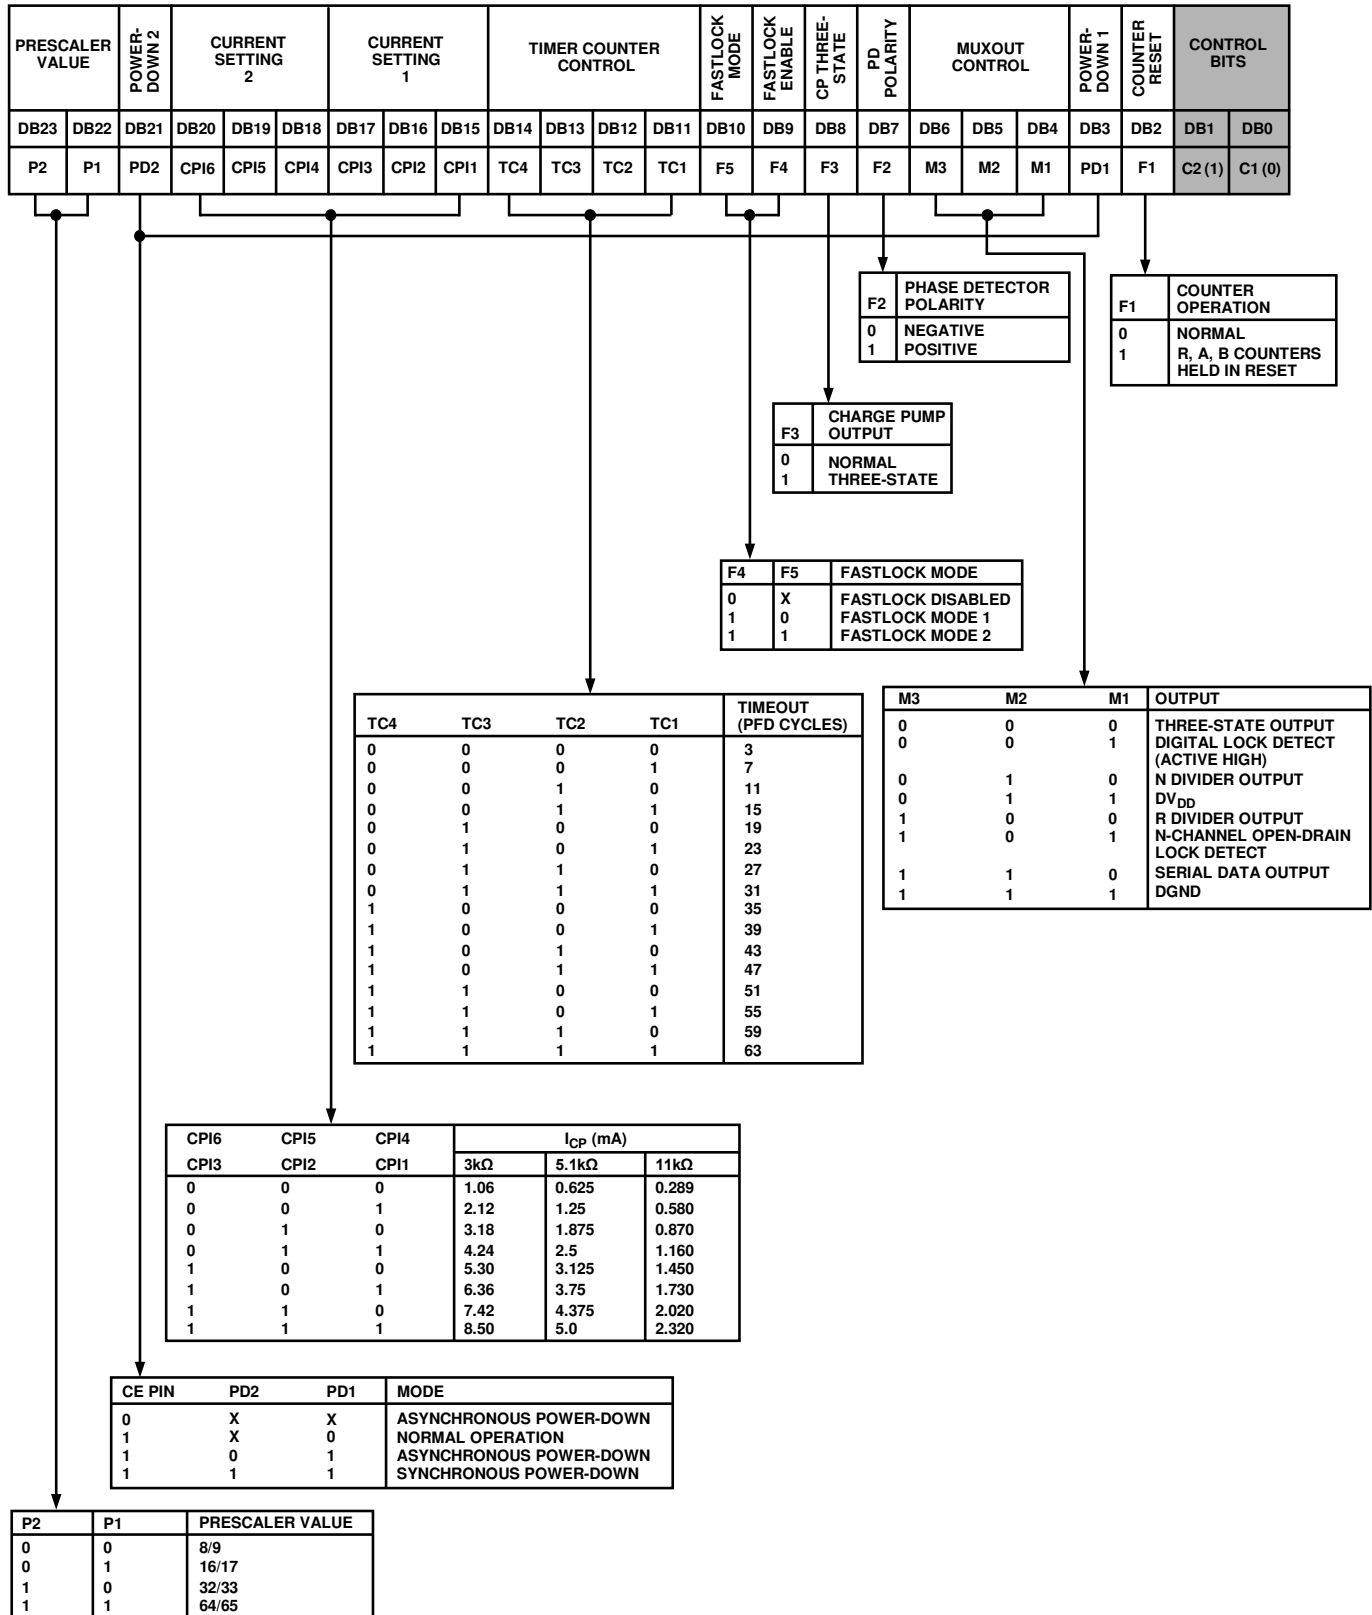 PRESCALER VALUE
POWER-DOWN 2
CURRENT SETTING 2
CURRENT SETTING 1
TIMER COUNTER CONTROL
FASTLOCK MODE
FASTLOCK ENABLE
CP THREE-STATE
PD POLARITY
MUXOUT CONTROL
POWER-DOWN 1
COUNTER RESET
CONTROL BITS
DB23 DB22 DB21 DB20 DB19 DB18 DB17 DB16 DB15 DB14 DB13 DB12 DB11 DB10 DB9 DB8 DB7 DB6 DB5 DB4 DB3 DB2 DB1 DB0
P2 P1 PD2 CPI6 CPI5 CPI4 CPI3 CPI2 CPI1 TC4 TC3 TC2 TC1 F5 F4 F3 F2 M3 M2 M1 PD1 F1 C2 (1) C1 (0)
F2 PHASE DETECTOR POLARITY
0 NEGATIVE
1 POSITIVE
F1 COUNTER OPERATION
0 NORMAL
1 R, A, B COUNTERS
HELD IN RESET
F3 CHARGE PUMP OUTPUT
0 NORMAL
1 THREE-STATE
F4 F5 FASTLOCK MODE
0 X FASTLOCK DISABLED
1 0 FASTLOCK MODE 1
1 1 FASTLOCK MODE 2
TC4 TC3 TC2 TC1 TIMEOUT (PFD CYCLES)
0 0 0 0 3
0 0 0 1 7
0 0 1 0 11
0 0 1 1 15
0 1 0 0 19
0 1 0 1 23
0 1 1 0 27
0 1 1 1 31
1 0 0 0 35
1 0 0 1 39
1 0 1 0 43
1 0 1 1 47
1 1 0 0 51
1 1 0 1 55
1 1 1 0 59
1 1 1 1 63
M3 M2 M1 OUTPUT
0 0 0 THREE-STATE OUTPUT
0 0 1 DIGITAL LOCK DETECT
(ACTIVE HIGH)
0 1 0 N DIVIDER OUTPUT
0 1 1 DVDD
1 0 0 R DIVIDER OUTPUT
1 0 1 N-CHANNEL OPEN-DRAIN
LOCK DETECT
1 1 0 SERIAL DATA OUTPUT
1 1 1 DGND
CPI6 CPI5 CPI4 ICP (mA)
CPI3 CPI2 CPI1 3kΩ 5.1kΩ 11kΩ
0 0 0 1.06 0.625 0.289
0 0 1 2.12 1.25 0.580
0 1 0 3.18 1.875 0.870
0 1 1 4.24 2.5 1.160
1 0 0 5.30 3.125 1.450
1 0 1 6.36 3.75 1.730
1 1 0 7.42 4.375 2.020
1 1 1 8.50 5.0 2.320
CE PIN PD2 PD1 MODE
0 X X ASYNCHRONOUS POWER-DOWN
1 X 0 NORMAL OPERATION
1 0 1 ASYNCHRONOUS POWER-DOWN
1 1 1 SYNCHRONOUS POWER-DOWN
P2 P1 PRESCALER VALUE
0 0 8/9
0 1 16/17
1 0 32/33
1 1 64/65